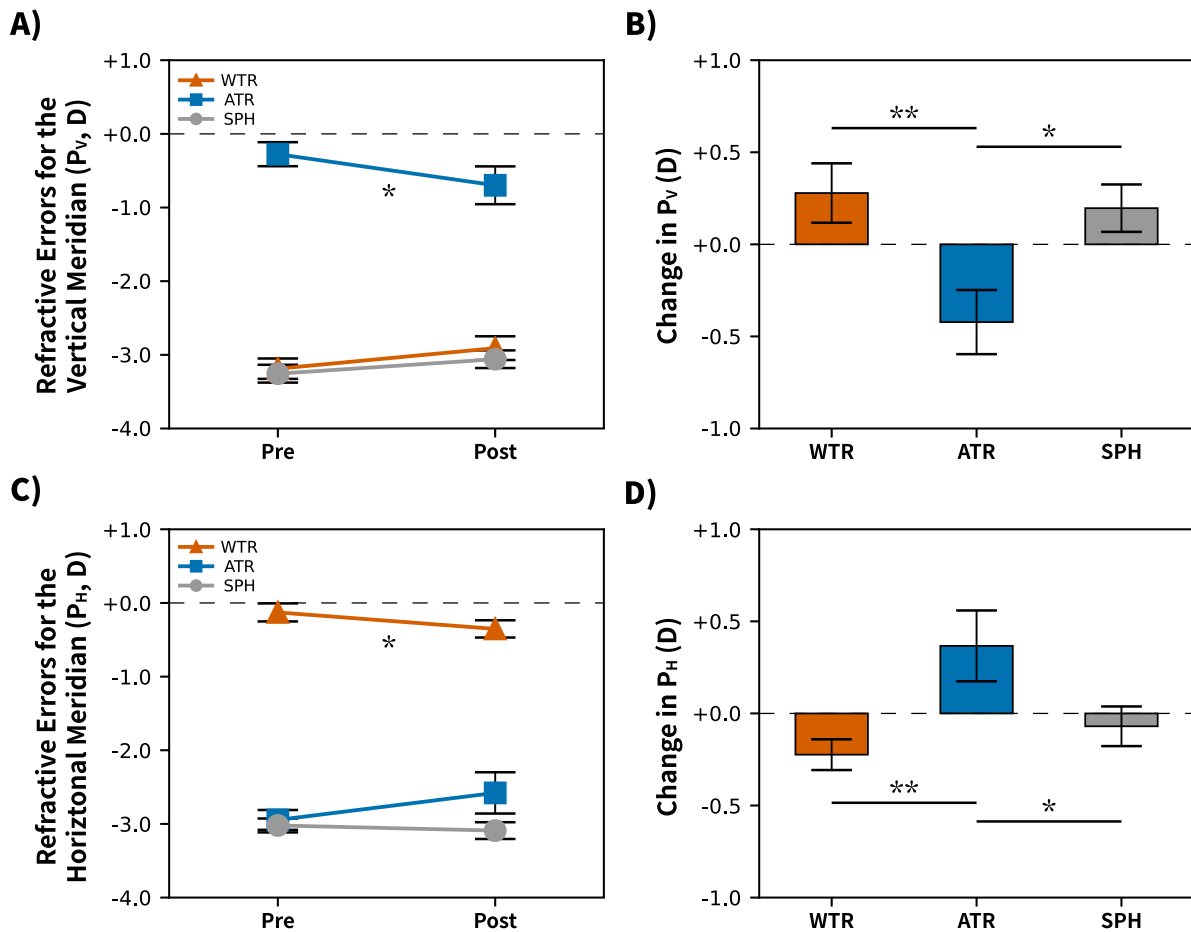 A)
Refractive Errors for the
Vertical Meridian (PV, D)
+1.0
+0.0
-1.0
-2.0
-3.0
-4.0
WTR
ATR
SPH
*
Pre
Post
B)
Change in PV (D)
+1.0
+0.5
+0.0
-0.5
-1.0
**
*
WTR
ATR
SPH
C)
Refractive Errors for the
Horiztonal Meridian (PH, D)
+1.0
+0.0
-1.0
-2.0
-3.0
-4.0
WTR
ATR
SPH
*
Pre
Post
D)
Change in PH (D)
+1.0
+0.5
+0.0
-0.5
-1.0
**
*
WTR
ATR
SPH